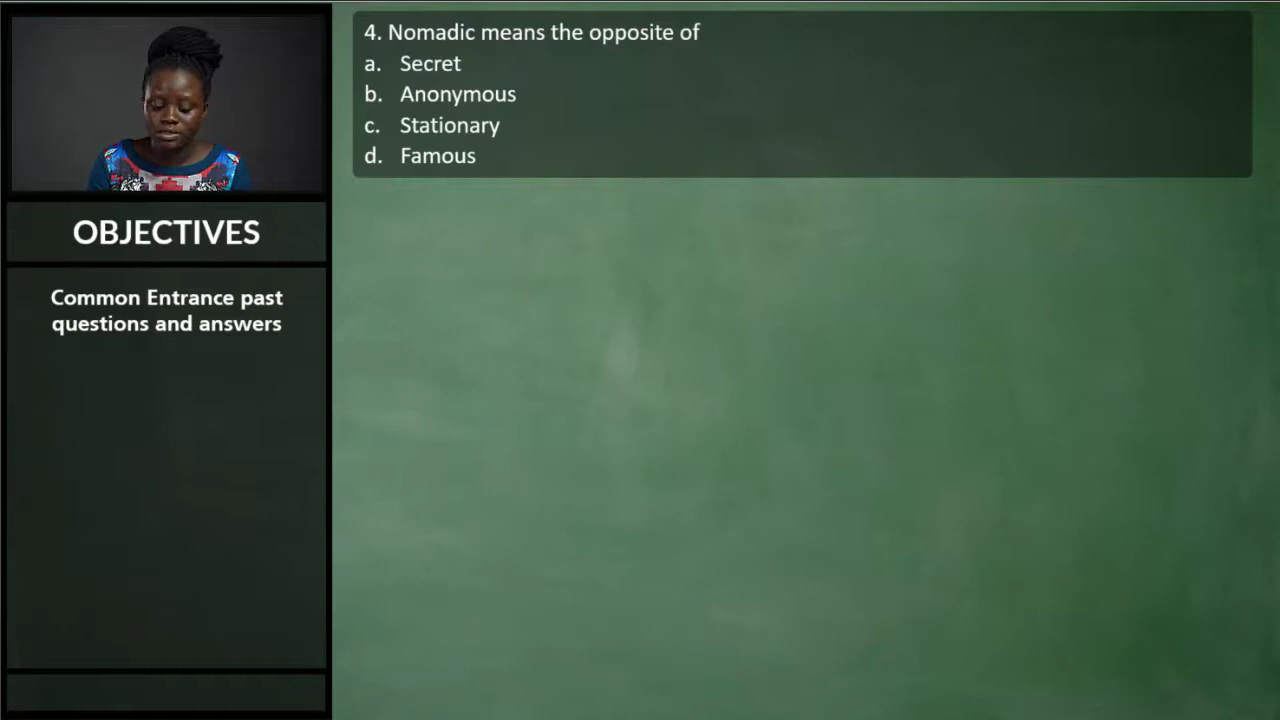 4. Nomadic means the opposite of
a. Secret
b. Anonymous
c. Stationary
d. Famous
OBJECTIVES
Common Entrance past
questions and answers